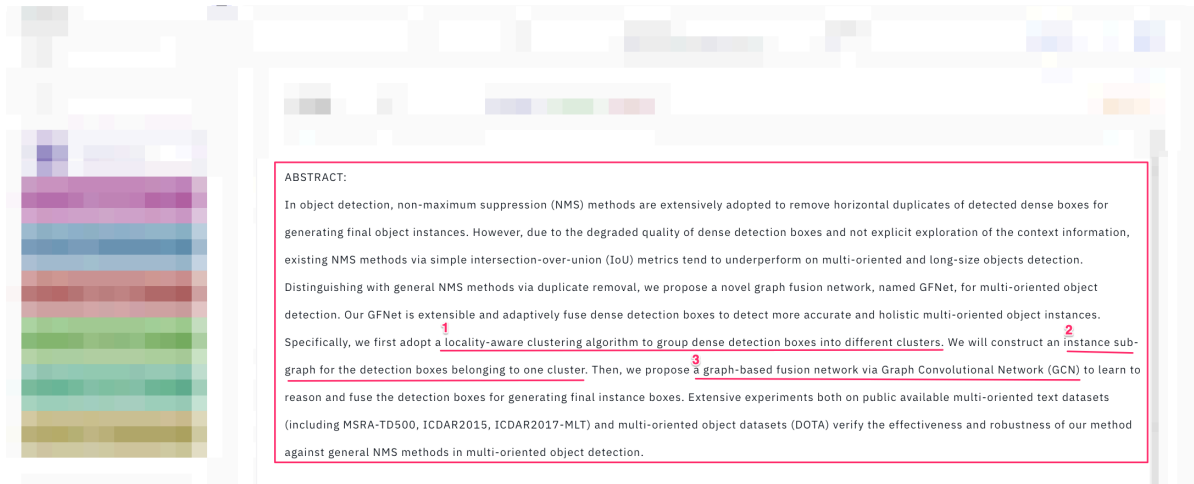 ABSTRACT:
In object detection, non-maximum suppression (NMS) methods are extensively adopted to remove horizontal duplicates of detected dense boxes for
generating final object instances. However, due to the degraded quality of dense detection boxes and not explicit exploration of the context information,
existing NMS methods via simple intersection-over-union (IoU) metrics tend to underperform on multi-oriented and long-size objects detection.
Distinguishing with general NMS methods via duplicate removal, we propose a novel graph fusion network, named GFNet, for multi-oriented object
detection. Our GFNet is extensible and adaptively fuse dense detection boxes to detect more accurate and holistic multi-oriented object instances.
1 2
Specifically, we first adopt a locality-aware clustering algorithm to group dense detection boxes into different clusters. We will construct an instance sub-
3
graph for the detection boxes belonging to one cluster. Then, we propose a graph-based fusion network via Graph Convolutional Network (GCN) to learn to
reason and fuse the detection boxes for generating final instance boxes. Extensive experiments both on public available multi-oriented text datasets
(including MSRA-TD500, ICDAR2015, ICDAR2017-MLT) and multi-oriented object datasets (DOTA) verify the effectiveness and robustness of our method
against general NMS methods in multi-oriented object detection.